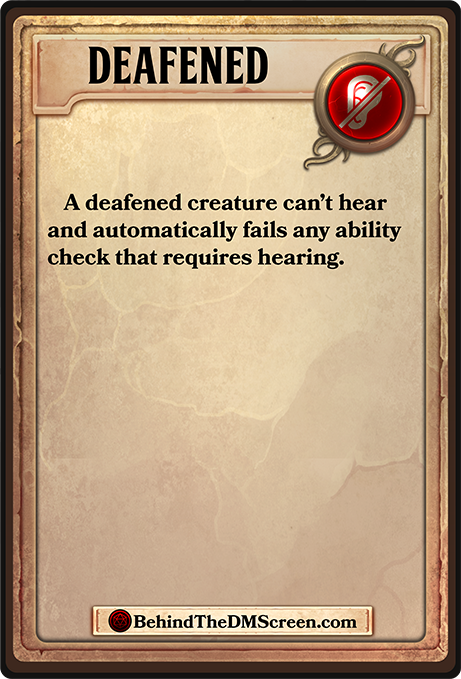 DEAFENED
A deafened creature can’t hear
and automatically fails any ability
check that requires hearing.
BehindTheDMScreen.com